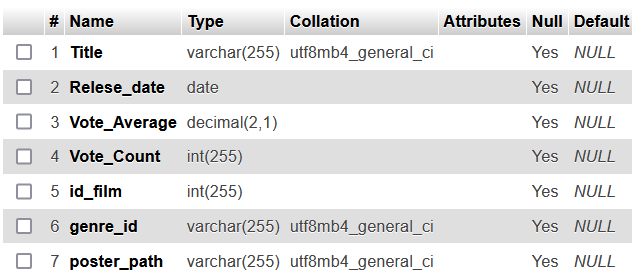 # Name Type Collation Attributes Null Default
1 Title varchar(255) utf8mb4_general_ci Yes NULL
2 Relese_date date Yes NULL
3 Vote_Average decimal(2,1) Yes NULL
4 Vote_Count int(255) Yes NULL
5 id_film int(255) Yes NULL
6 genre_id varchar(255) utf8mb4_general_ci Yes NULL
7 poster_path varchar(255) utf8mb4_general_ci Yes NULL